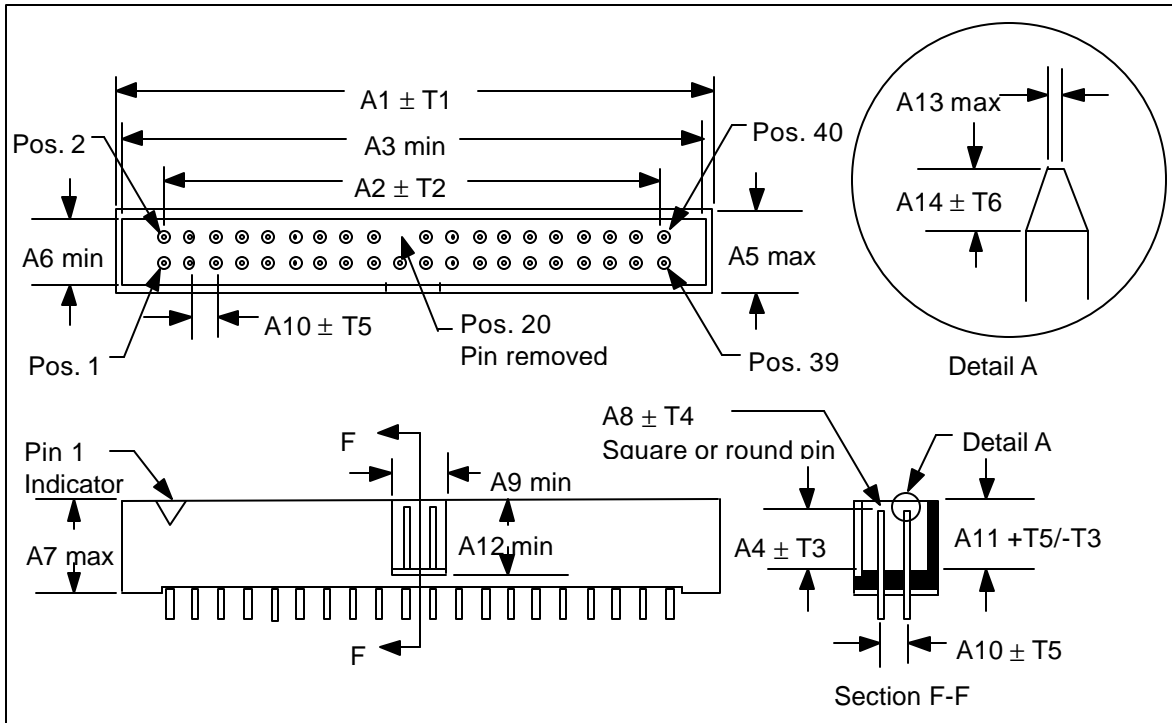 A1 ± T1
A13 max
Pos. 2
A3 min
Pos. 40
A2 ± T2
A14 ± T6
A6 min
A5 max
A10 ± T5
Pos. 20
Pin removed
Pos. 1
Pos. 39
Detail A
A8 ± T4
Square or round pin
Pin 1
Indicator
F
Detail A
A9 min
A7 max
A12 min
A4 ± T3
A11 +T5/-T3
F
A10 ± T5
Section F-F